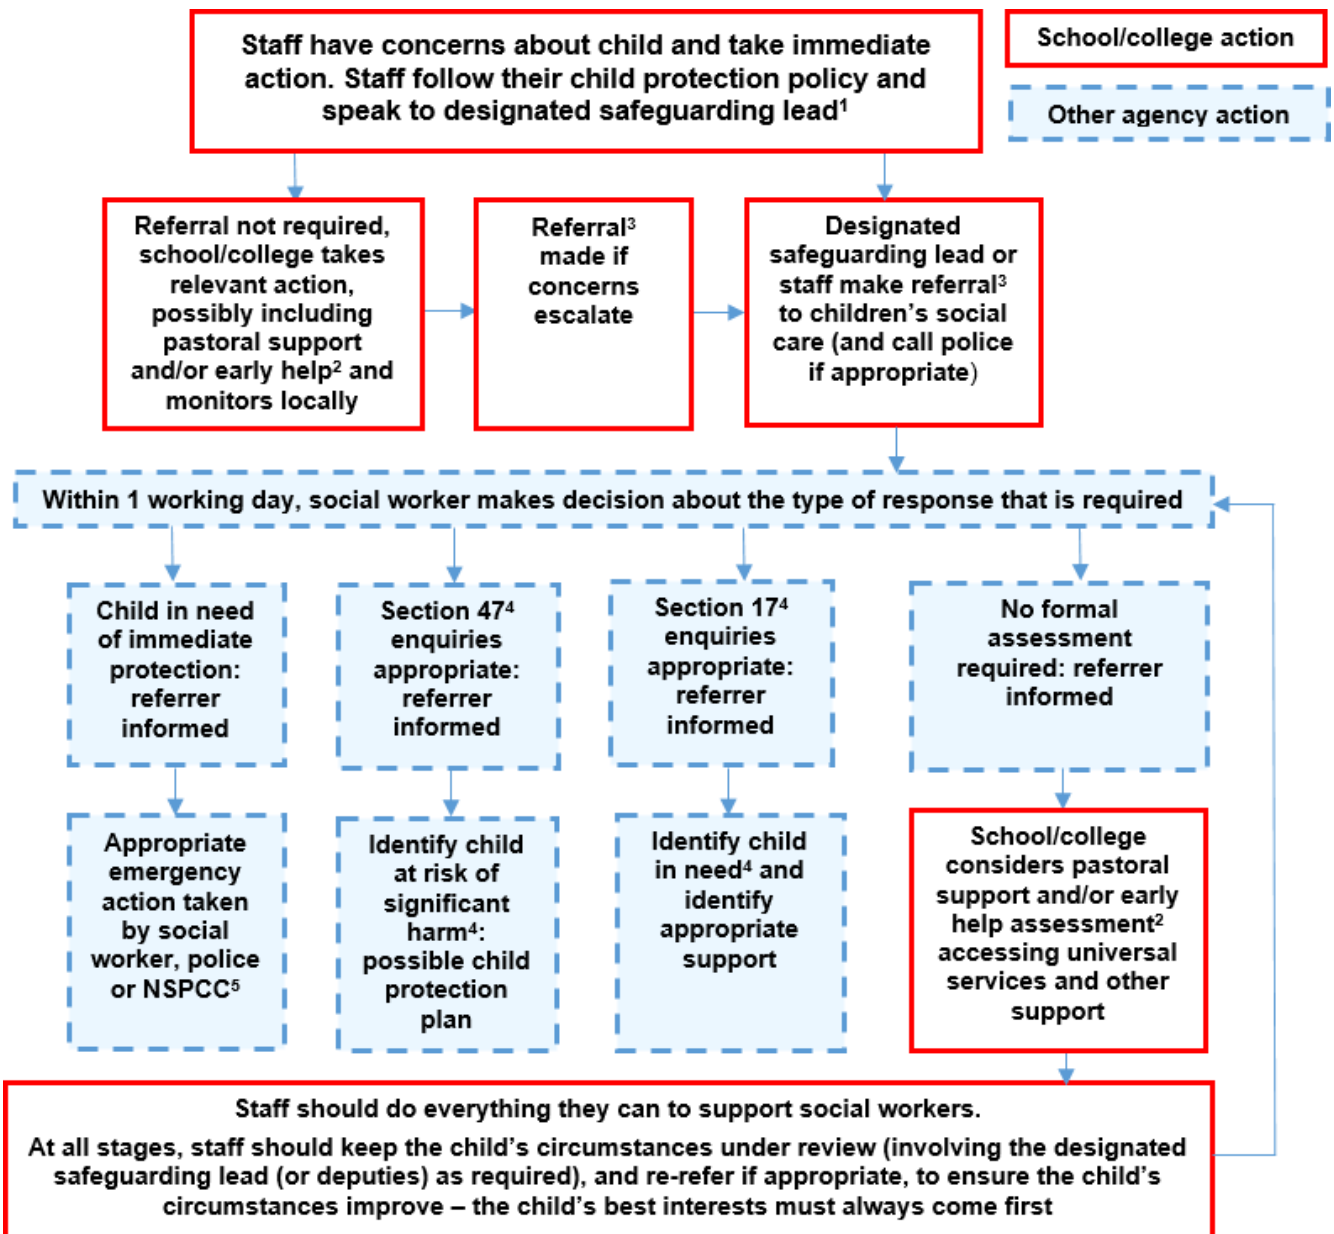 Staff have concerns about child and take immediate
action. Staff follow their child protection policy and
speak to designated safeguarding lead¹
School/college action
Other agency action
Referral not required,
school/college takes
relevant action,
possibly including
pastoral support
and/or early help² and
monitors locally
Referral³
made if
concerns
escalate
Designated
safeguarding lead or
staff make referral³
to children’s social
care (and call police
if appropriate)
Within 1 working day, social worker makes decision about the type of response that is required
Child in need
of immediate
protection:
referrer
informed
Section 47⁴
enquiries
appropriate:
referrer
informed
Section 17⁴
enquiries
appropriate:
referrer
informed
No formal
assessment
required: referrer
informed
Appropriate
emergency
action taken
by social
worker, police
or NSPCC⁵
Identify child
at risk of
significant
harm⁴:
possible child
protection
plan
Identify child
in need⁴ and
identify
appropriate
support
School/college
considers pastoral
support and/or early
help assessment²
accessing universal
services and other
support
Staff should do everything they can to support social workers.
At all stages, staff should keep the child’s circumstances under review (involving the designated
safeguarding lead (or deputies) as required), and re-refer if appropriate, to ensure the child’s
circumstances improve – the child’s best interests must always come first